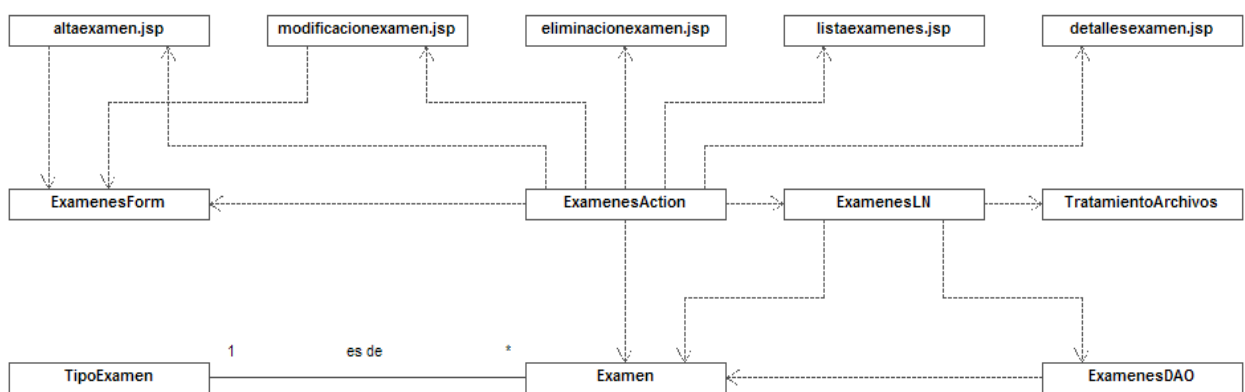 altaexamen.jsp
modificacionexamen.jsp
eliminacionexamen.jsp
listaexamenes.jsp
detallesexamen.jsp
ExamenesForm
ExamenesAction
ExamenesLN
TratamientoArchivos
1
es de
*
TipoExamen
Examen
ExamenesDAO